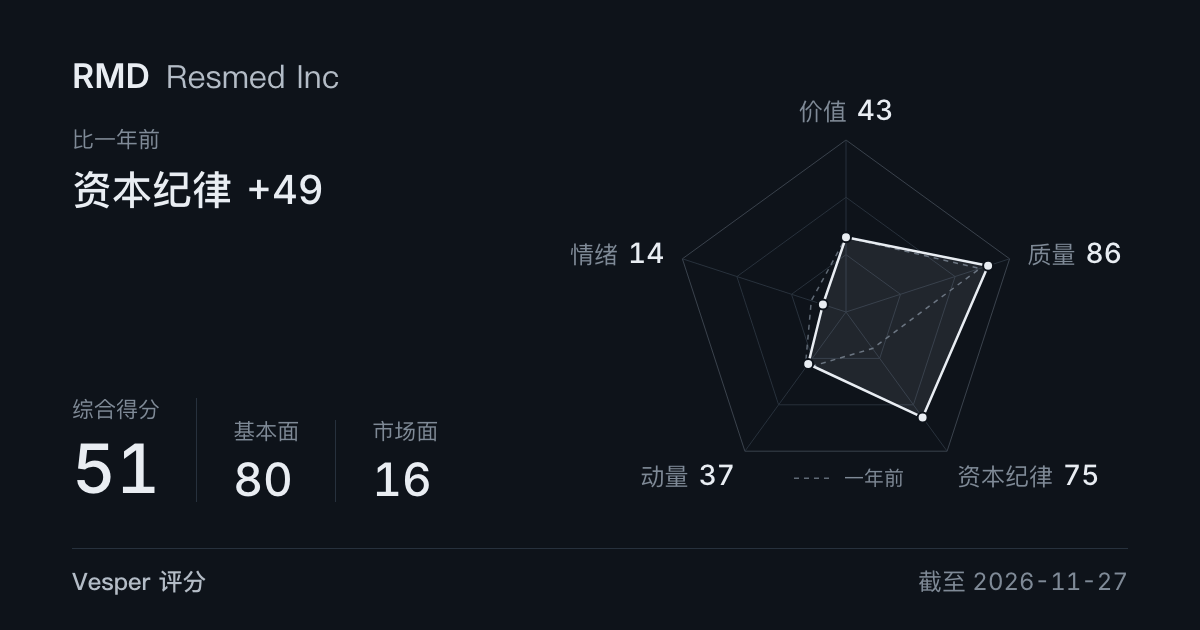 RMD Resmed Inc
比一年前
资本纪律 +49
价值 43
情绪 14
质量 86
动量 37
---- 一年前
资本纪律 75
综合得分
51
基本面
80
市场面
16
Vesper 评分
截至 2026-11-27